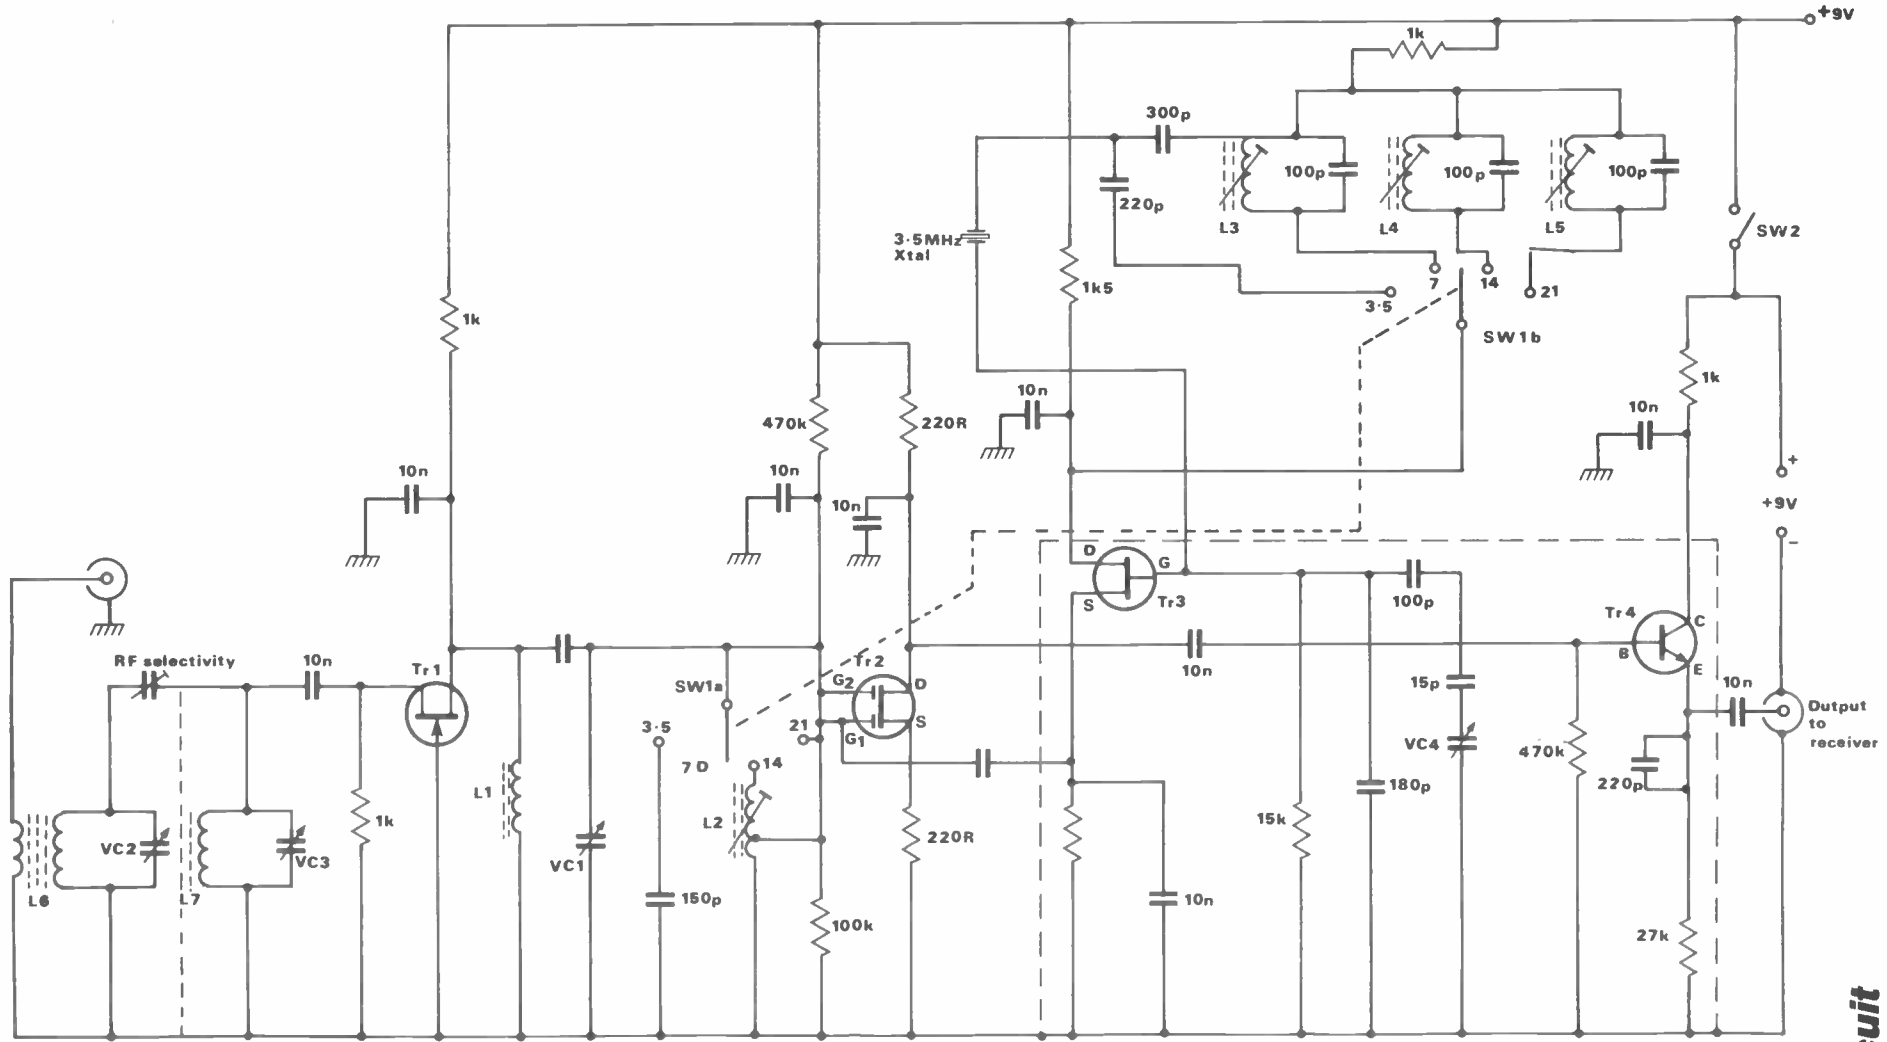 +9V
1k
300p
100p
100p
100p
220p
L3
L4
L5
SW2
3·5MHz
Xtal
1k5
7
14
21
3·5
SW1b
1k
1k
10n
10n
470k
220R
10n
10n
10n
+
+9V
-
D
G
S
Tr3
100p
Tr4
C
B
E
RF selectivity
10n
Tr1
Tr2
G2
D
SW1a
S
G1
21
3·5
7
14
10n
15p
10n
Output
to
receiver
VC4
470k
220p
L1
L2
1k
VC2
VC3
VC1
220R
15k
180p
L6
L7
150p
100k
10n
27k
uit